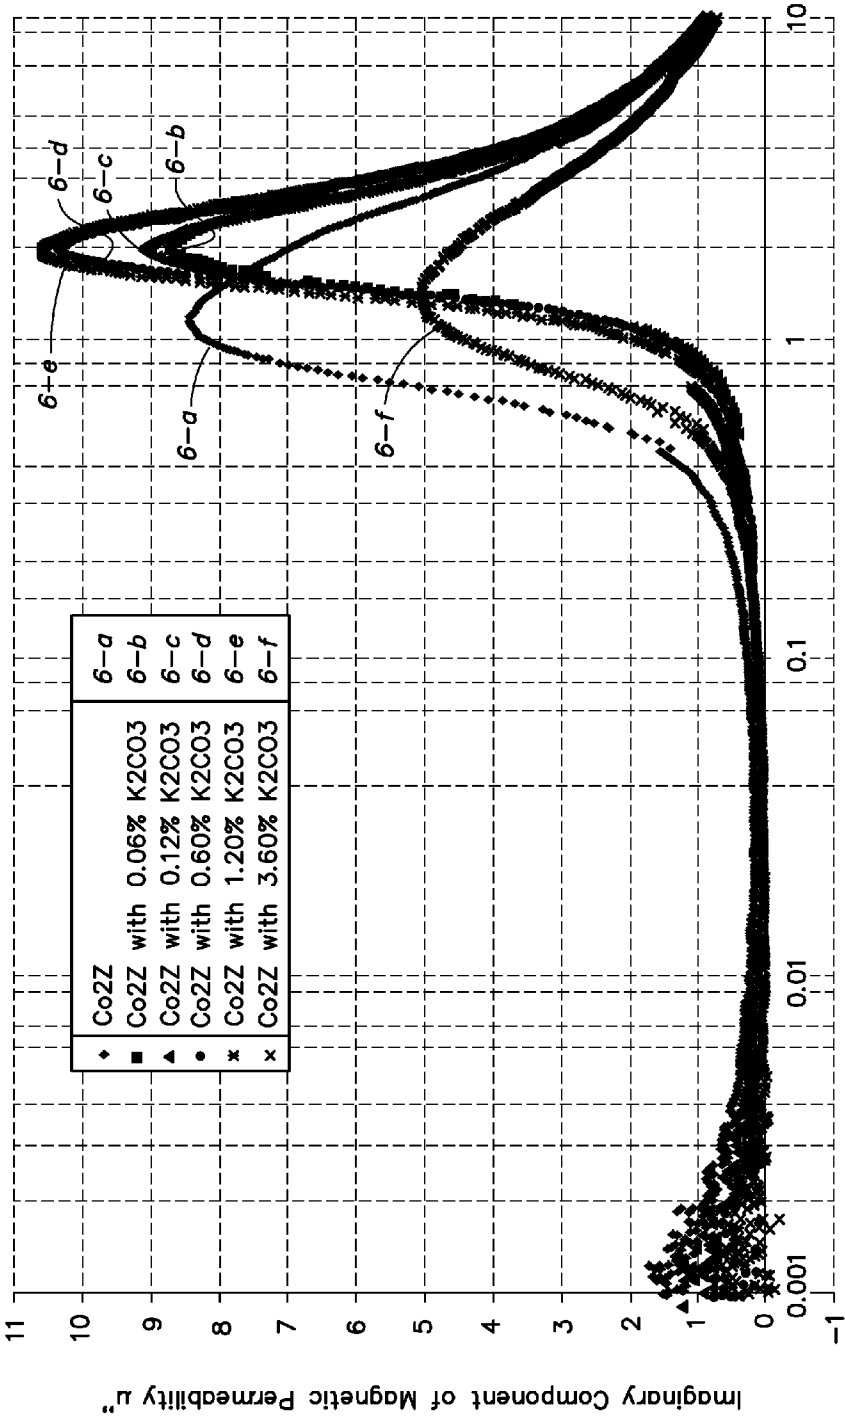 Imaginary Component of Magnetic Permeability μ"
11
10
9
8
7
6
5
4
3
2
1
0
-1
0.001
0.01
0.1
1
10
Co2Z 6-a
Co2Z with 0.06% K2CO3 6-b
Co2Z with 0.12% K2CO3 6-c
Co2Z with 0.60% K2CO3 6-d
Co2Z with 1.20% K2CO3 6-e
Co2Z with 3.60% K2CO3 6-f
6-e
6-d
6-c
6-b
6-a
6-f